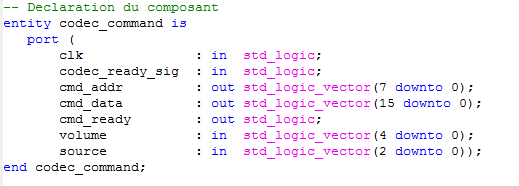 -- Declaration du composant
entity codec_command is
port (
clk : in std_logic;
codec_ready_sig : in std_logic;
cmd_addr : out std_logic_vector(7 downto 0);
cmd_data : out std_logic_vector(15 downto 0);
cmd_ready : out std_logic;
volume : in std_logic_vector(4 downto 0);
source : in std_logic_vector(2 downto 0));
end codec_command;